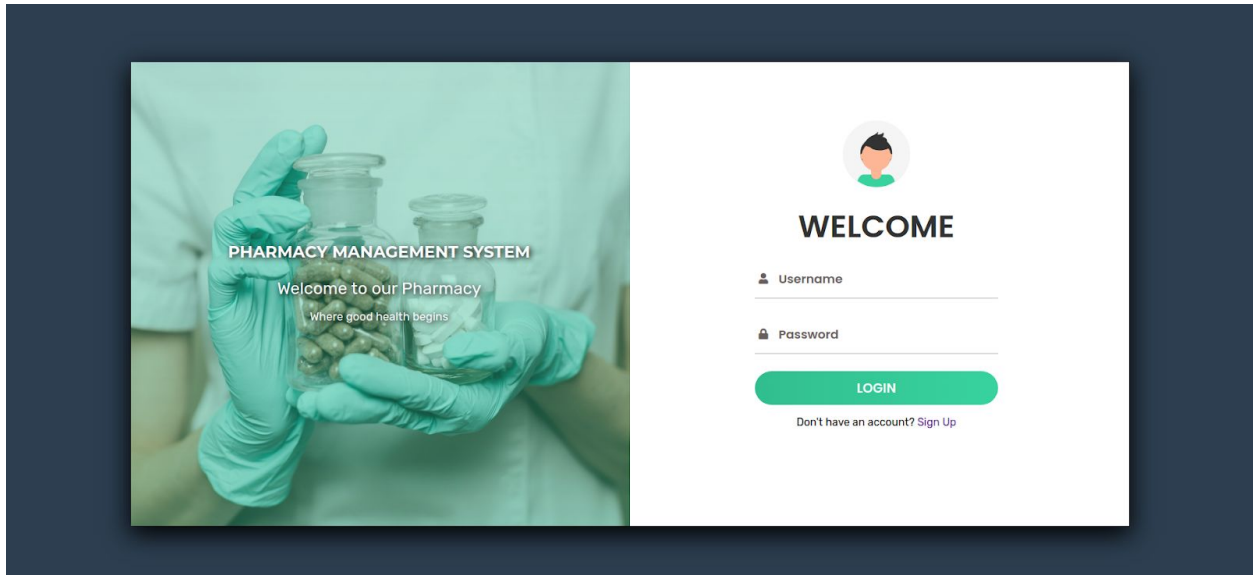 PHARMACY MANAGEMENT SYSTEM
Welcome to our Pharmacy
Where good health begins
WELCOME
Username
Password
LOGIN
Don't have an account? Sign Up